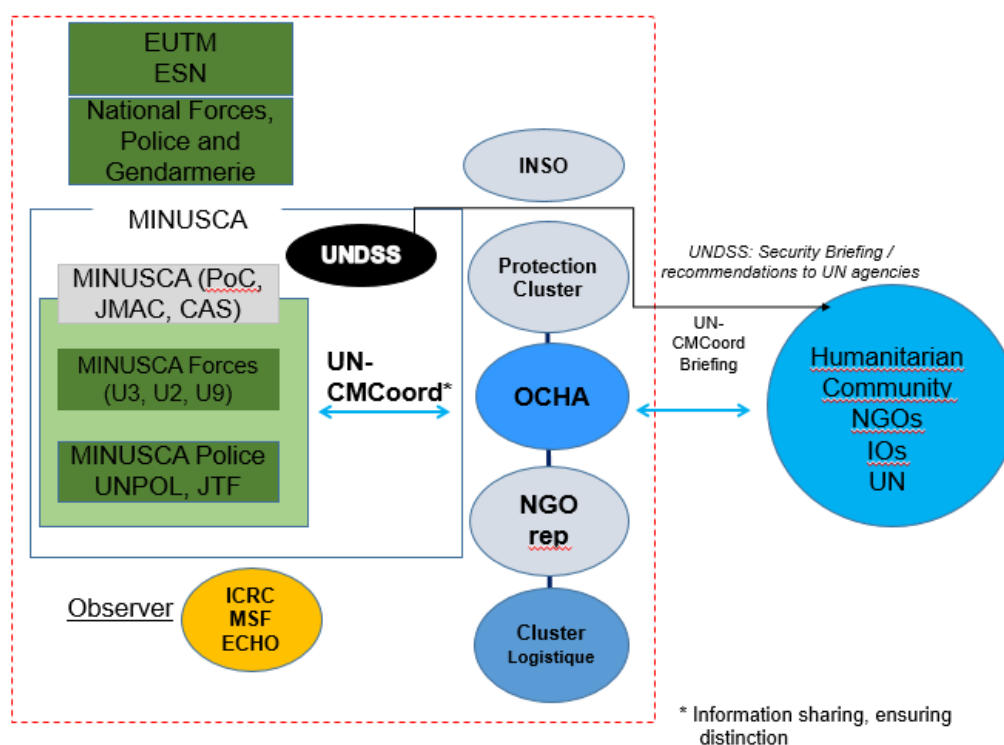 EUTM
ESN
National Forces,
Police and
Gendarmerie
INSO
MINUSCA
UNDSS
UNDSS: Security Briefing /
recommendations to UN agencies
Protection
Cluster
MINUSCA (PoC,
JMAC, CAS)
UN-
CMCoord
Briefing
MINUSCA Forces
(U3, U2, U9)
UN-
CMCoord*
OCHA
Humanitarian
Community
NGOs
IOs
UN
MINUSCA Police
UNPOL, JTF
NGO
rep
Observer
ICRC
MSF
ECHO
Cluster
Logistique
* Information sharing, ensuring
distinction